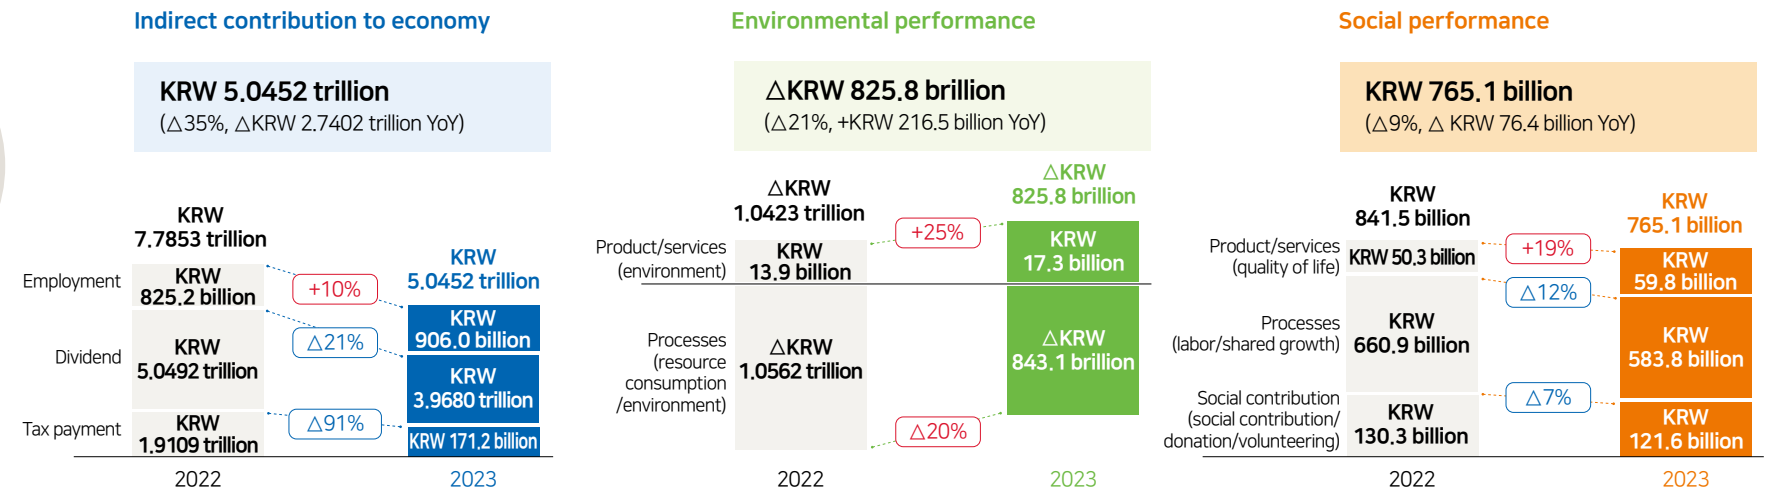 Indirect contribution to economy
KRW 5.0452 trillion
(△35%, △KRW 2.7402 trillion YoY)
KRW
7.7853 trillion
KRW
5.0452 trillion
Employment
KRW
825.2 billion
+10%
KRW
906.0 billion
Dividend
KRW
5.0492 trillion
△21%
KRW
3.9680 trillion
Tax payment
KRW
1.9109 trillion
△91%
KRW 171.2 billion
2022
2023
Environmental performance
△KRW 825.8 brillion
(△21%, +KRW 216.5 billion YoY)
△KRW
1.0423 trillion
△KRW
825.8 brillion
Product/services
(environment)
KRW
13.9 billion
+25%
KRW
17.3 billion
Processes
(resource
consumption
/environment)
△KRW
1.0562 trillion
△20%
△KRW
843.1 brillion
2022
2023
Social performance
KRW 765.1 billion
(△9%, △ KRW 76.4 billion YoY)
KRW
841.5 billion
KRW
765.1 billion
Product/services
(quality of life)
KRW 50.3 billion
+19%
KRW
59.8 billion
Processes
(labor/shared growth)
KRW
660.9 billion
△12%
KRW
583.8 billion
Social contribution
(social contribution/
donation/volunteering)
KRW
130.3 billion
△7%
KRW
121.6 billion
2022
2023